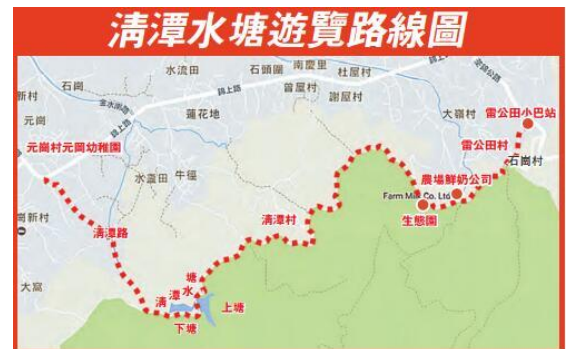 清潭水塘遊覽路線圖
水流田
石頭圍
南慶里
杜屋村
石崗
曾屋村
謝屋村
新村
金水南路
錦上路
元崗
錦上路
蓮花地
大嶺村
雷公田小巴站
元崗村元岡幼稚園
雷公田村
石崗村
水盞田
牛徑
農場鮮奶公司
Farm Milk Co. Ltd
崗新村
清潭村
生態園
清潭路
大窩
清潭水塘
上塘
下塘